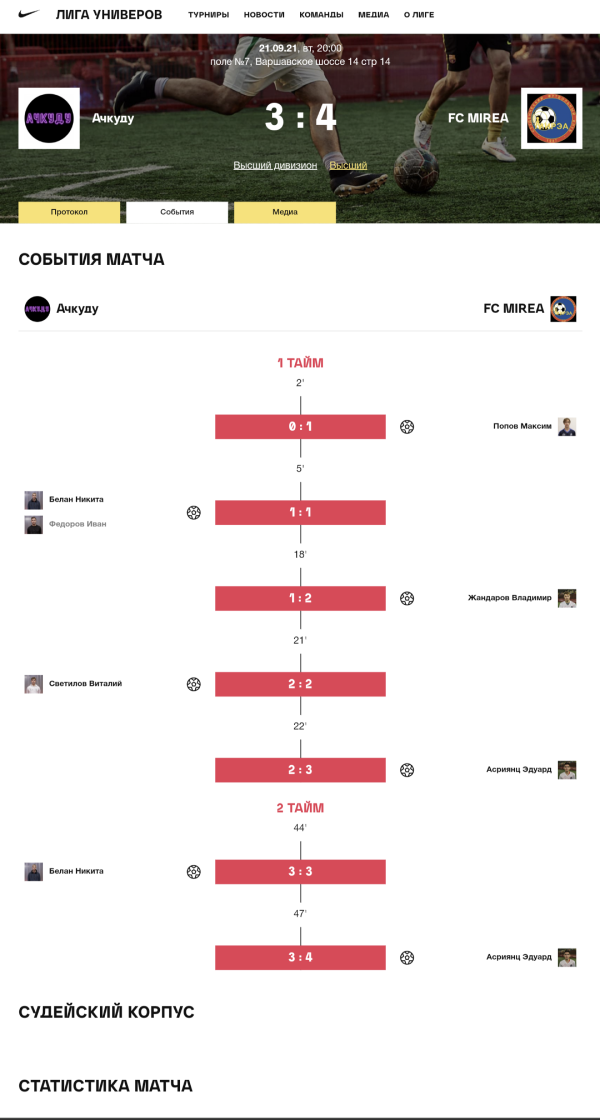 ЛИГА УНИВЕРОВ
ТУРНИРЫ НОВОСТИ КОМАНДЫ МЕДИА О ЛИГЕ
21.09.21, вт, 20:00
поле №7, Варшавское шоссе 14 стр 14
АЧКУДУ
Ачкуду
3 : 4
FC MIREA
Высший дивизион Высший
Протокол
События
Медиа
СОБЫТИЯ МАТЧА
АЧКУДУ
Ачкуду
FC MIREA
1 ТАЙМ
2'
0 : 1
Попов Максим
5'
Белан Никита
Федоров Иван
1 : 1
18'
1 : 2
Жандаров Владимир
21'
Светилов Виталий
2 : 2
22'
2 : 3
Асриянц Эдуард
2 ТАЙМ
44'
Белан Никита
3 : 3
47'
3 : 4
Асриянц Эдуард
СУДЕЙСКИЙ КОРПУС
СТАТИСТИКА МАТЧА